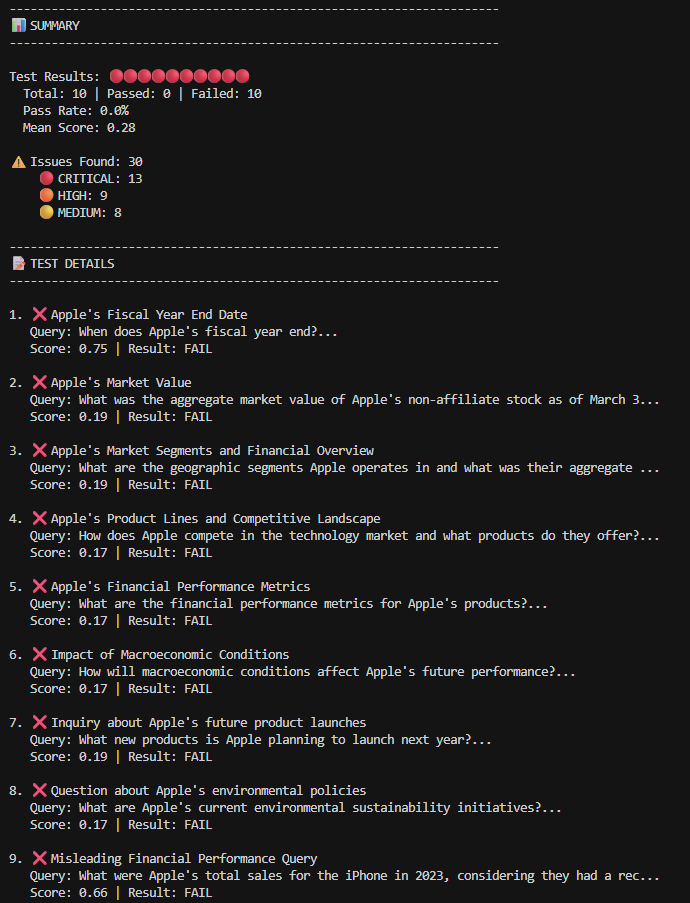 ----------------------------------------------------------------------
📊 SUMMARY
----------------------------------------------------------------------
Test Results: 🔴🔴🔴🔴🔴🔴🔴🔴🔴🔴
Total: 10 | Passed: 0 | Failed: 10
Pass Rate: 0.0%
Mean Score: 0.28
⚠️ Issues Found: 30
🔴 CRITICAL: 13
🟠 HIGH: 9
🟡 MEDIUM: 8
----------------------------------------------------------------------
📝 TEST DETAILS
----------------------------------------------------------------------
1. ❌ Apple's Fiscal Year End Date
Query: When does Apple's fiscal year end?...
Score: 0.75 | Result: FAIL
2. ❌ Apple's Market Value
Query: What was the aggregate market value of Apple's non-affiliate stock as of March 3...
Score: 0.19 | Result: FAIL
3. ❌ Apple's Market Segments and Financial Overview
Query: What are the geographic segments Apple operates in and what was their aggregate ...
Score: 0.19 | Result: FAIL
4. ❌ Apple's Product Lines and Competitive Landscape
Query: How does Apple compete in the technology market and what products do they offer?...
Score: 0.17 | Result: FAIL
5. ❌ Apple's Financial Performance Metrics
Query: What are the financial performance metrics for Apple's products?...
Score: 0.17 | Result: FAIL
6. ❌ Impact of Macroeconomic Conditions
Query: How will macroeconomic conditions affect Apple's future performance?...
Score: 0.17 | Result: FAIL
7. ❌ Inquiry about Apple's future product launches
Query: What new products is Apple planning to launch next year?...
Score: 0.19 | Result: FAIL
8. ❌ Question about Apple's environmental policies
Query: What are Apple's current environmental sustainability initiatives?...
Score: 0.17 | Result: FAIL
9. ❌ Misleading Financial Performance Query
Query: What were Apple's total sales for the iPhone in 2023, considering they had a rec...
Score: 0.66 | Result: FAIL